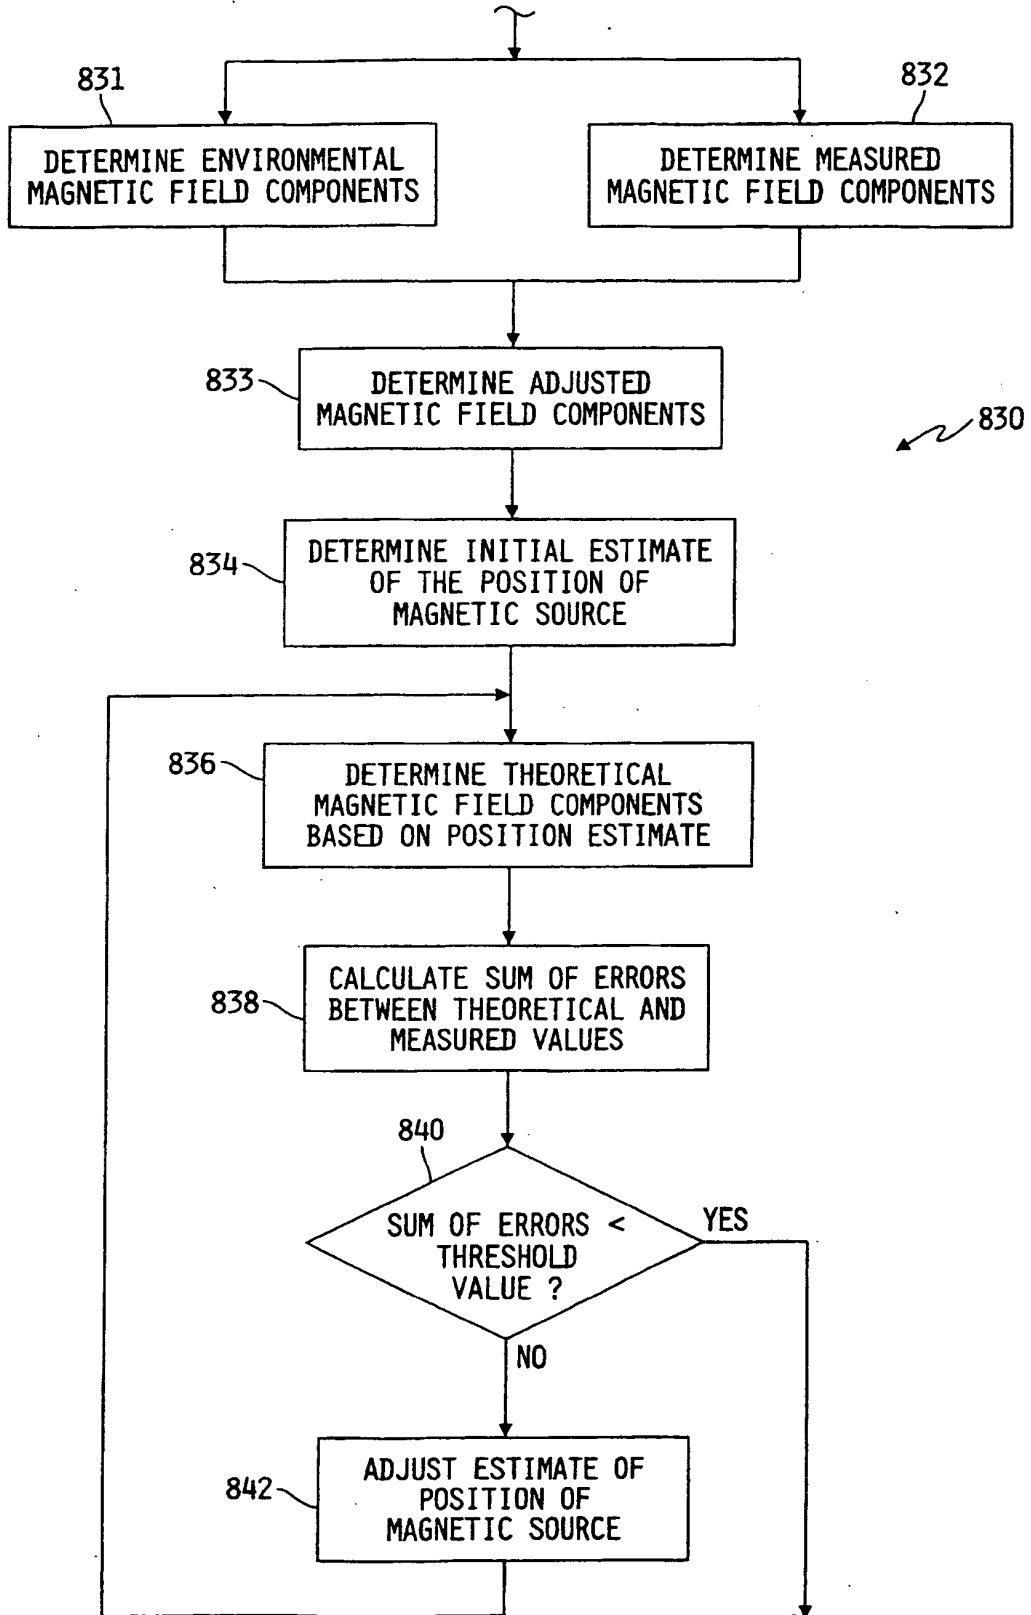 831
832
DETERMINE ENVIRONMENTAL
MAGNETIC FIELD COMPONENTS
DETERMINE MEASURED
MAGNETIC FIELD COMPONENTS
833
DETERMINE ADJUSTED
MAGNETIC FIELD COMPONENTS
830
834
DETERMINE INITIAL ESTIMATE
OF THE POSITION OF
MAGNETIC SOURCE
836
DETERMINE THEORETICAL
MAGNETIC FIELD COMPONENTS
BASED ON POSITION ESTIMATE
838
CALCULATE SUM OF ERRORS
BETWEEN THEORETICAL AND
MEASURED VALUES
840
SUM OF ERRORS <
THRESHOLD
VALUE ?
YES
NO
842
ADJUST ESTIMATE OF
POSITION OF
MAGNETIC SOURCE